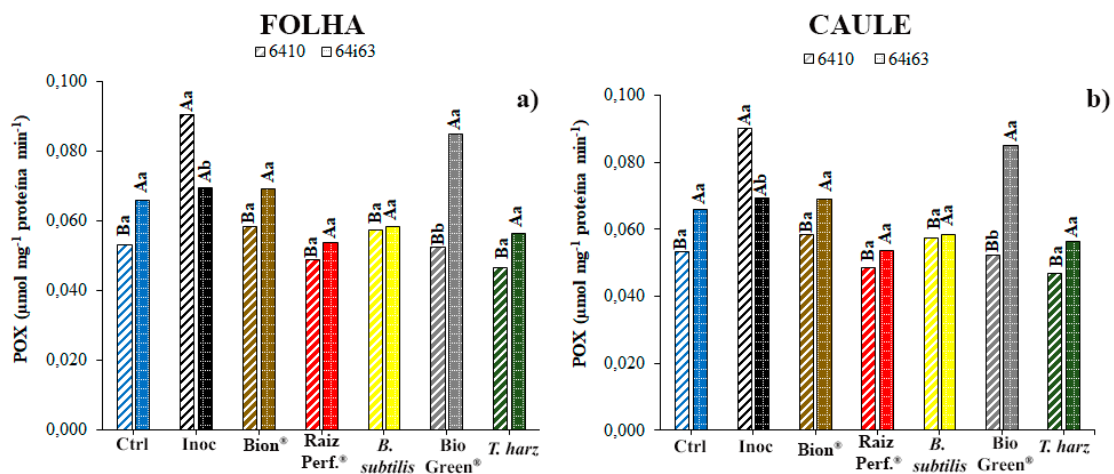 FOLHA
6410 64i63
a)
POX (µmol mg⁻¹ proteína min⁻¹)
0,100
0,080
0,060
0,040
0,020
0,000
Ba Aa Aa Ab Ba Aa Ba Aa Ba Aa Bb Aa Ba Aa
Ctrl Inoc Bion® Raiz Perf.® B. subtilis Bio Green® T. harz
CAULE
6410 64i63
b)
POX (µmol mg⁻¹ proteína min⁻¹)
0,100
0,080
0,060
0,040
0,020
0,000
Ba Aa Aa Ab Ba Aa Ba Aa Ba Aa Bb Aa Ba Aa
Ctrl Inoc Bion® Raiz Perf.® B. subtilis Bio Green® T. harz